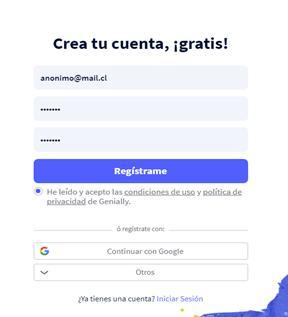 Crea tu cuenta, ¡gratis!
anonimo@mail.cl
•••••••
•••••••
Regístrame
He leído y acepto las condiciones de uso y política de
privacidad de Genially.
ó regístrate con:
Continuar con Google
Otros
¿Ya tienes una cuenta? Iniciar Sesión